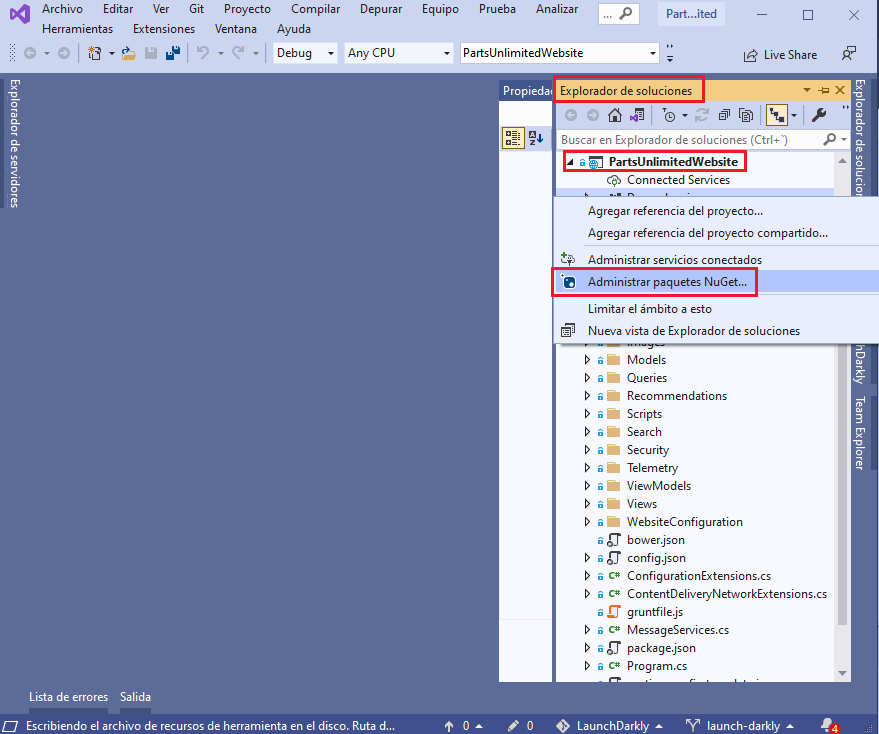 Archivo Editar Ver Git Proyecto Compilar Depurar Equipo Prueba Analizar
... Part...ited
Herramientas Extensiones Ventana Ayuda
Debug Any CPU PartsUnlimitedWebsite
Live Share
Explorador de servidores
Propiedad
Explorador de soluciones
Buscar en Explorador de soluciones (Ctrl+`)
PartsUnlimitedWebsite
Connected Services
Agregar referencia del proyecto...
Agregar referencia del proyecto compartido...
Administrar servicios conectados
Administrar paquetes NuGet...
Limitar el ámbito a esto
Nueva vista de Explorador de soluciones
Images
Models
Queries
Recommendations
Scripts
Search
Security
Telemetry
ViewModels
Views
WebsiteConfiguration
bower.json
config.json
C# ConfigurationExtensions.cs
C# ContentDeliveryNetworkExtensions.cs
gruntfile.js
C# MessageServices.cs
package.json
C# Program.cs
Explorador de solucion
hDarkly
Team Explorer
Lista de errores Salida
Escribiendo el archivo de recursos de herramienta en el disco. Ruta d... 0 0 LaunchDarkly launch-darkly 4